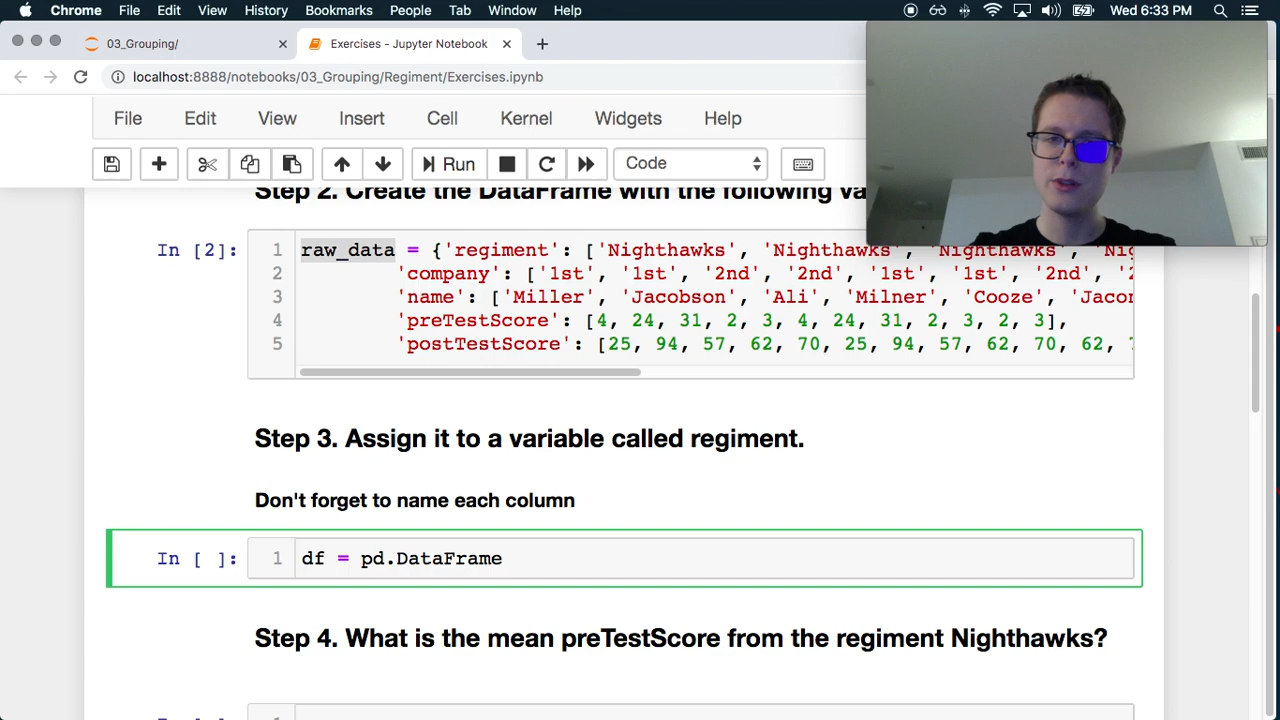 Chrome File Edit View History Bookmarks People Tab Window Help Wed 6:33 PM
03_Grouping/ Exercises - Jupyter Notebook
localhost:8888/notebooks/03_Grouping/Regiment/Exercises.ipynb
File Edit View Insert Cell Kernel Widgets Help
Run Code
Step 2. Create the DataFrame with the following va
In [2]: 1 raw_data = {'regiment': ['Nighthawks', 'Nighthawks', 'Nighthawks', 'Nig
2 'company': ['1st', '1st', '2nd', '2nd', '1st', '1st', '2nd', '2
3 'name': ['Miller', 'Jacobson', 'Ali', 'Milner', 'Cooze', 'Jacon
4 'preTestScore': [4, 24, 31, 2, 3, 4, 24, 31, 2, 3, 2, 3],
5 'postTestScore': [25, 94, 57, 62, 70, 25, 94, 57, 62, 70, 62, 7
Step 3. Assign it to a variable called regiment.
Don't forget to name each column
In [ ]: 1 df = pd.DataFrame
Step 4. What is the mean preTestScore from the regiment Nighthawks?